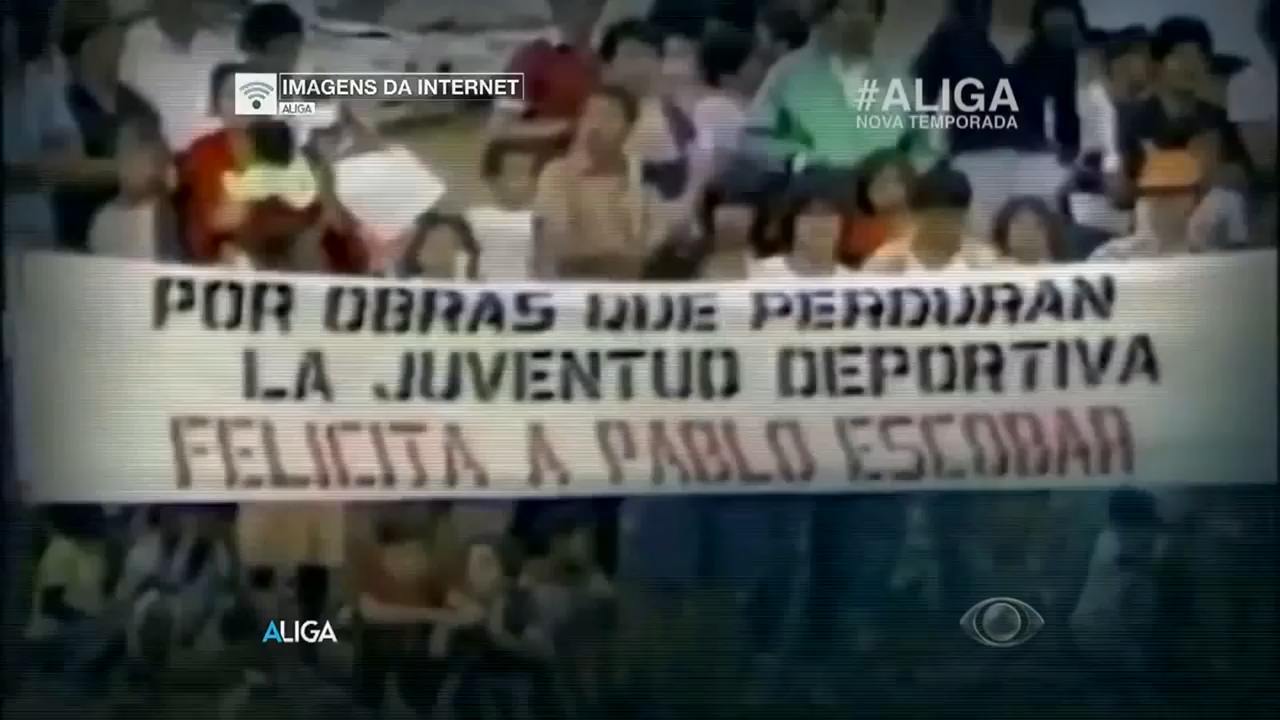 IMAGENS DA INTERNET
ALIGA
#ALIGA
NOVA TEMPORADA
POR OBRAS QUE PERDURAN
LA JUVENTUD DEPORTIVA
FELICITA A PABLO ESCOBAR
ALIGA